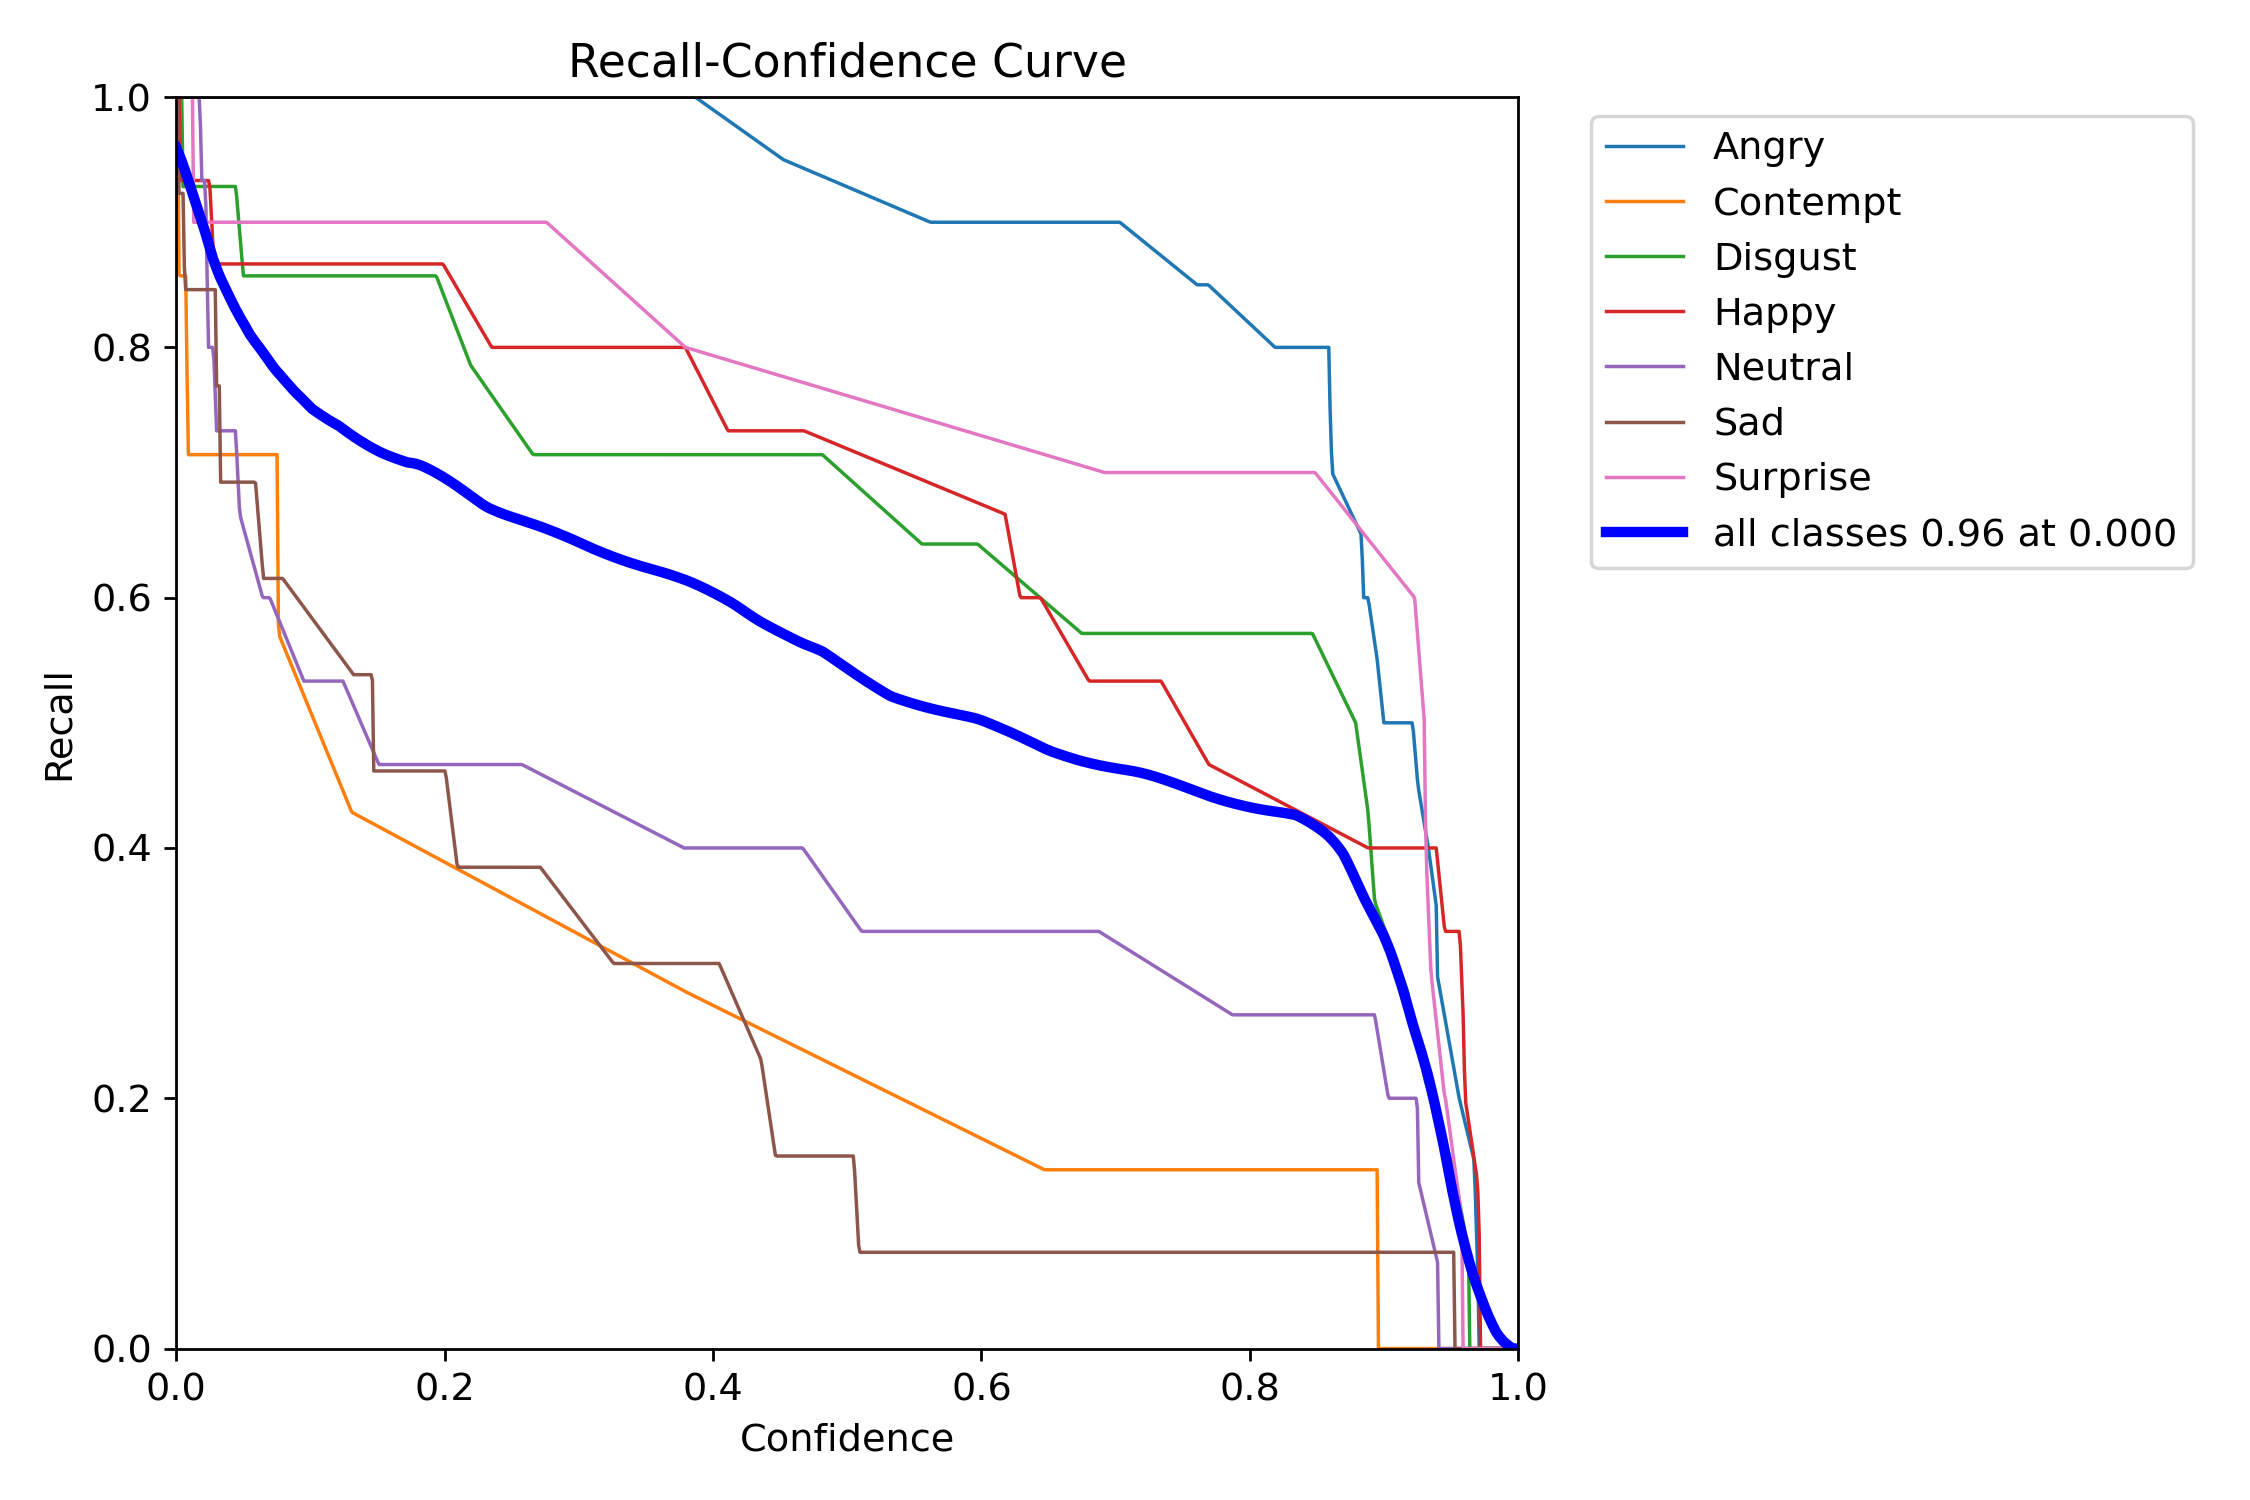 Recall-Confidence Curve
1.0
0.8
0.6
0.4
0.2
0.0
Recall
0.0 0.2 0.4 0.6 0.8 1.0
Confidence
Angry
Contempt
Disgust
Happy
Neutral
Sad
Surprise
all classes 0.96 at 0.000